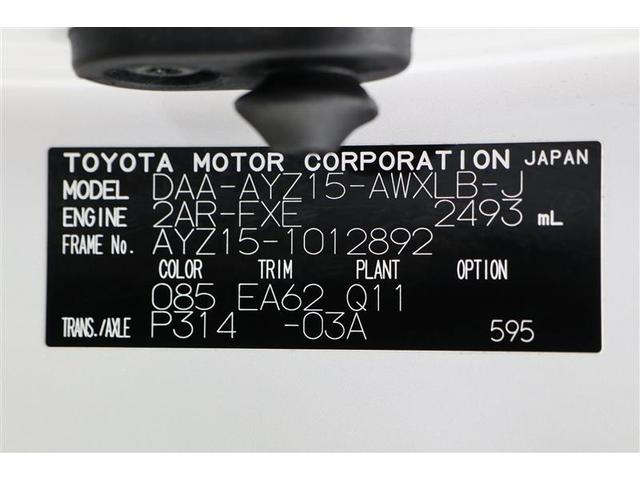 TOYOTA MOTOR CORPORATION JAPAN
MODEL DAA-AYZ15-AWXLB-J
ENGINE 2AR-FXE 2493 mL
FRAME No. AYZ15-1012892
COLOR TRIM PLANT OPTION
085 EA62 Q11
TRANS./AXLE P314 -03A 595